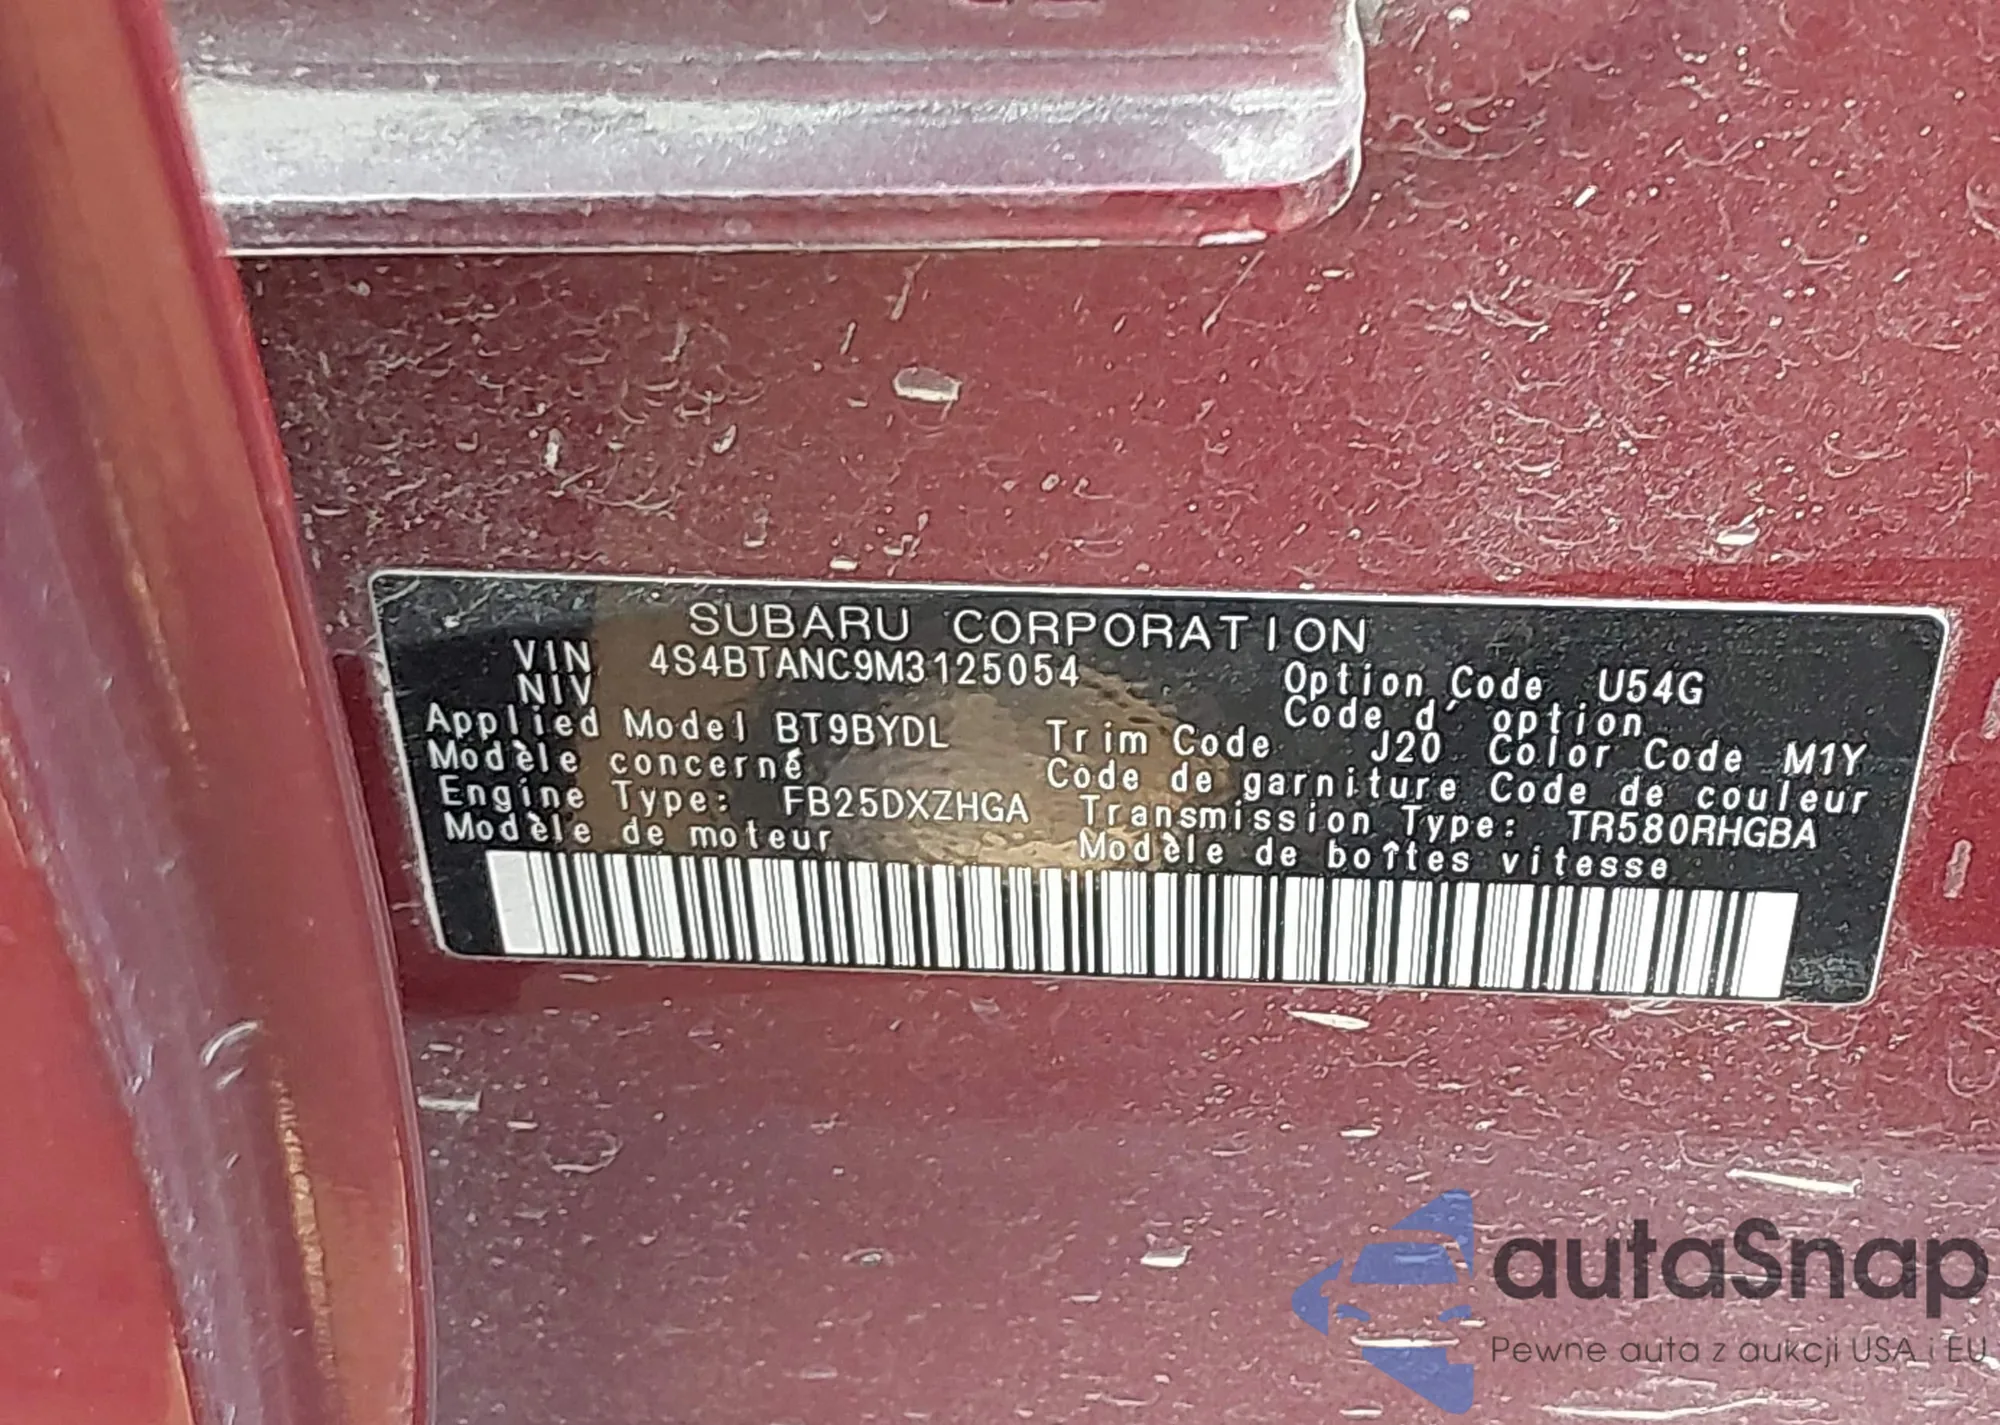 SUBARU CORPORATION
VIN 4S4BTANC9M3125054 Option Code U54G
NIV Code d' option
Applied Model BT9BYDL Trim Code J20 Color Code M1Y
Modèle concerné Code de garniture Code de couleur
Engine Type: FB25DXZHGA Transmission Type: TR580RHGBA
Modèle de moteur Modèle de boîtes vitesse
autaSnap
Pewne auta z aukcji USA i EU